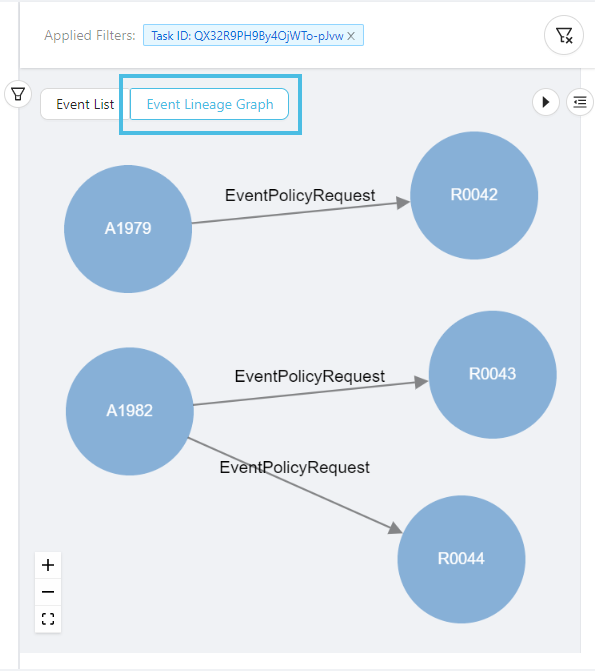 Applied Filters: Task ID: QX32R9PH9By4OjWTo-pJvw X
Event List Event Lineage Graph
EventPolicyRequest
R0042
A1979
EventPolicyRequest
R0043
A1982
EventPolicyRequest
R0044